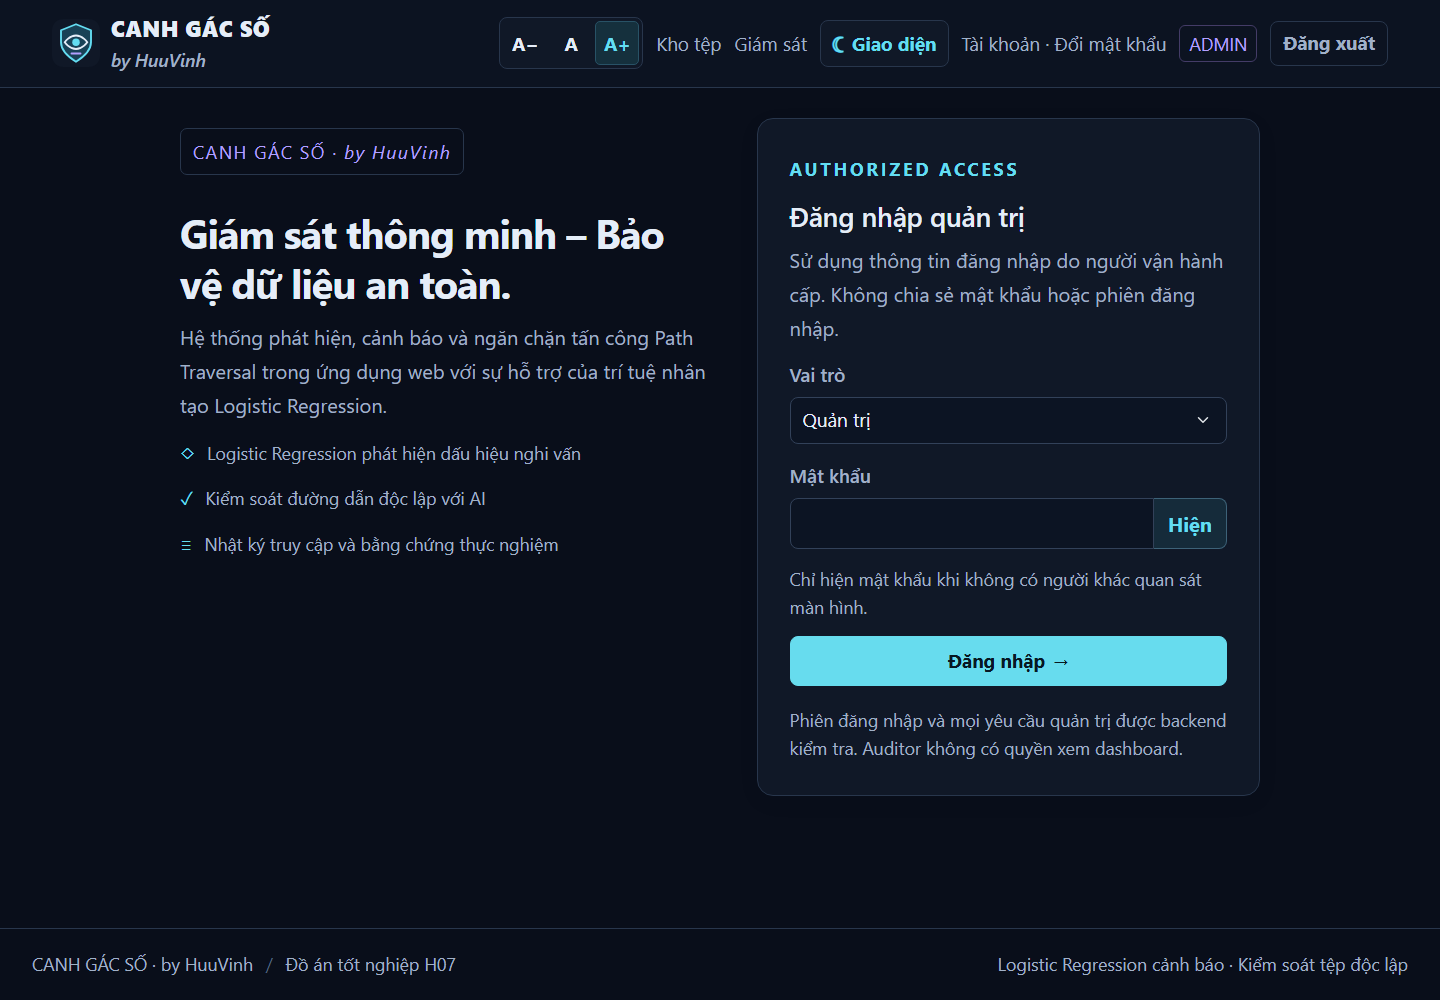 CANH GÁC SỐ
by HuuVinh
A− A A+ Kho tệp Giám sát ☾ Giao diện Tài khoản · Đổi mật khẩu ADMIN Đăng xuất
CANH GÁC SỐ · by HuuVinh
Giám sát thông minh – Bảo
vệ dữ liệu an toàn.
Hệ thống phát hiện, cảnh báo và ngăn chặn tấn công Path
Traversal trong ứng dụng web với sự hỗ trợ của trí tuệ nhân
tạo Logistic Regression.
◇ Logistic Regression phát hiện dấu hiệu nghi vấn
✓ Kiểm soát đường dẫn độc lập với AI
≡ Nhật ký truy cập và bằng chứng thực nghiệm
AUTHORIZED ACCESS
Đăng nhập quản trị
Sử dụng thông tin đăng nhập do người vận hành
cấp. Không chia sẻ mật khẩu hoặc phiên đăng
nhập.
Vai trò
Quản trị
Mật khẩu
Hiện
Chỉ hiện mật khẩu khi không có người khác quan sát
màn hình.
Đăng nhập →
Phiên đăng nhập và mọi yêu cầu quản trị được backend
kiểm tra. Auditor không có quyền xem dashboard.
CANH GÁC SỐ · by HuuVinh / Đồ án tốt nghiệp H07
Logistic Regression cảnh báo · Kiểm soát tệp độc lập